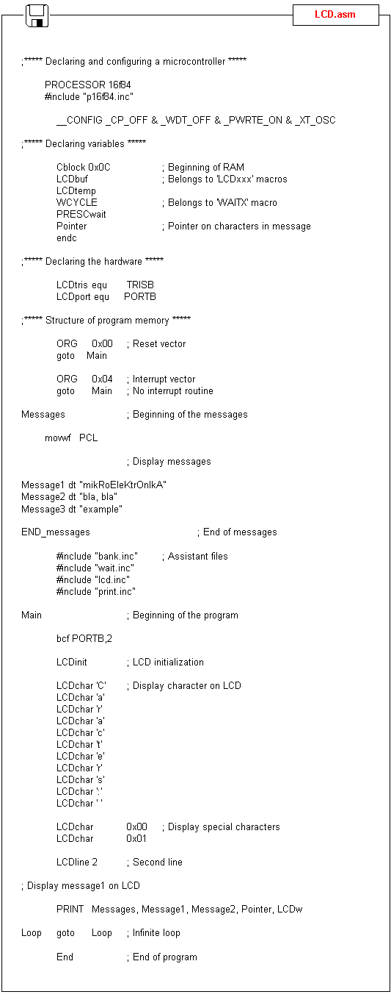 LCD.asm
;***** Declaring and configuring a microcontroller *****
PROCESSOR 16f84
#include "p16f84.inc"
__CONFIG _CP_OFF & _WDT_OFF & _PWRTE_ON & _XT_OSC
;***** Declaring variables *****
Cblock 0x0C ; Beginning of RAM
LCDbuf ; Belongs to 'LCDxxx' macros
LCDtemp
WCYCLE ; Belongs to 'WAITX' macro
PRESCwait
Pointer ; Pointer on characters in message
endc
;***** Declaring the hardware *****
LCDtris equ TRISB
LCDport equ PORTB
;***** Structure of program memory *****
ORG 0x00 ; Reset vector
goto Main
ORG 0x04 ; Interrupt vector
goto Main ; No interrupt routine
Messages ; Beginning of the messages
movwf PCL
; Display messages
Message1 dt "mikRoEleKtrOnIkA"
Message2 dt "bla, bla"
Message3 dt "example"
END_messages ; End of messages
#include "bank.inc" ; Assistant files
#include "wait.inc"
#include "lcd.inc"
#include "print.inc"
Main ; Beginning of the program
bcf PORTB,2
LCDinit ; LCD initialization
LCDchar 'C' ; Display character on LCD
LCDchar 'a'
LCDchar 'r'
LCDchar 'a'
LCDchar 'c'
LCDchar 't'
LCDchar 'e'
LCDchar 'r'
LCDchar 's'
LCDchar ':'
LCDchar ' '
LCDchar 0x00 ; Display special characters
LCDchar 0x01
LCDline 2 ; Second line
; Display message1 on LCD
PRINT Messages, Message1, Message2, Pointer, LCDw
Loop goto Loop ; Infinite loop
End ; End of program